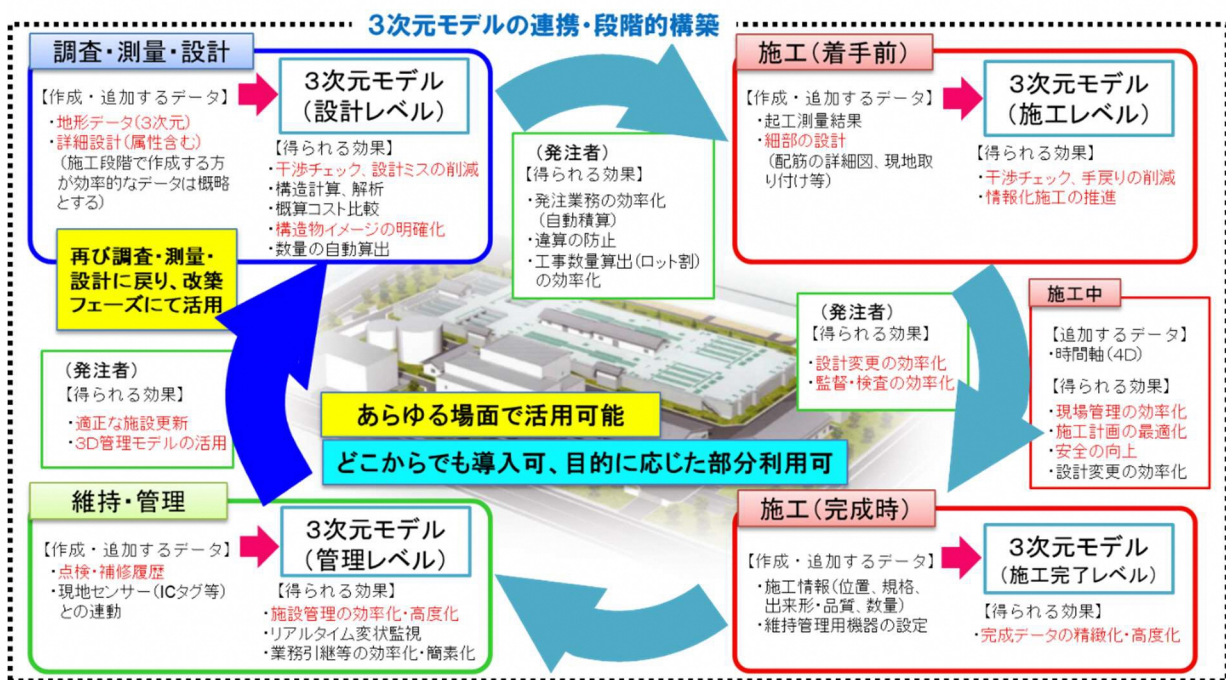 3次元モデルの連携・段階的構築
調査・測量・設計
【作成・追加するデータ】
・地形データ(3次元)
・詳細設計(属性含む)
(施工段階で作成する方
が効率的なデータは概略
とする)
3次元モデル
(設計レベル)
【得られる効果】
・干渉チェック、設計ミスの削減
・構造計算、解析
・概算コスト比較
・構造物イメージの明確化
・数量の自動算出
(発注者)
【得られる効果】
・発注業務の効率化
(自動積算)
・違算の防止
・工事数量算出(ロット割)
の効率化
施工(着手前)
【作成・追加するデータ】
・起工測量結果
・細部の設計
(配筋の詳細図、現地取
り付け等)
3次元モデル
(施工レベル)
【得られる効果】
・干渉チェック、手戻りの削減
・情報化施工の推進
(発注者)
【得られる効果】
・設計変更の効率化
・監督・検査の効率化
施工中
【追加するデータ】
・時間軸(4D)
【得られる効果】
・現場管理の効率化
・施工計画の最適化
・安全の向上
・設計変更の効率化
再び調査・測量・
設計に戻り、改築
フェーズにて活用
(発注者)
【得られる効果】
・適正な施設更新
・3D管理モデルの活用
あらゆる場面で活用可能
どこからでも導入可、目的に応じた部分利用可
維持・管理
【作成・追加するデータ】
・点検・補修履歴
・現地センサー(ICタグ等)
との連動
3次元モデル
(管理レベル)
【得られる効果】
・施設管理の効率化・高度化
・リアルタイム変状監視
・業務引継等の効率化・簡素化
施工(完成時)
【作成・追加するデータ】
・施工情報(位置、規格、
出来形・品質、数量)
・維持管理用機器の設定
3次元モデル
(施工完了レベル)
【得られる効果】
・完成データの精緻化・高度化